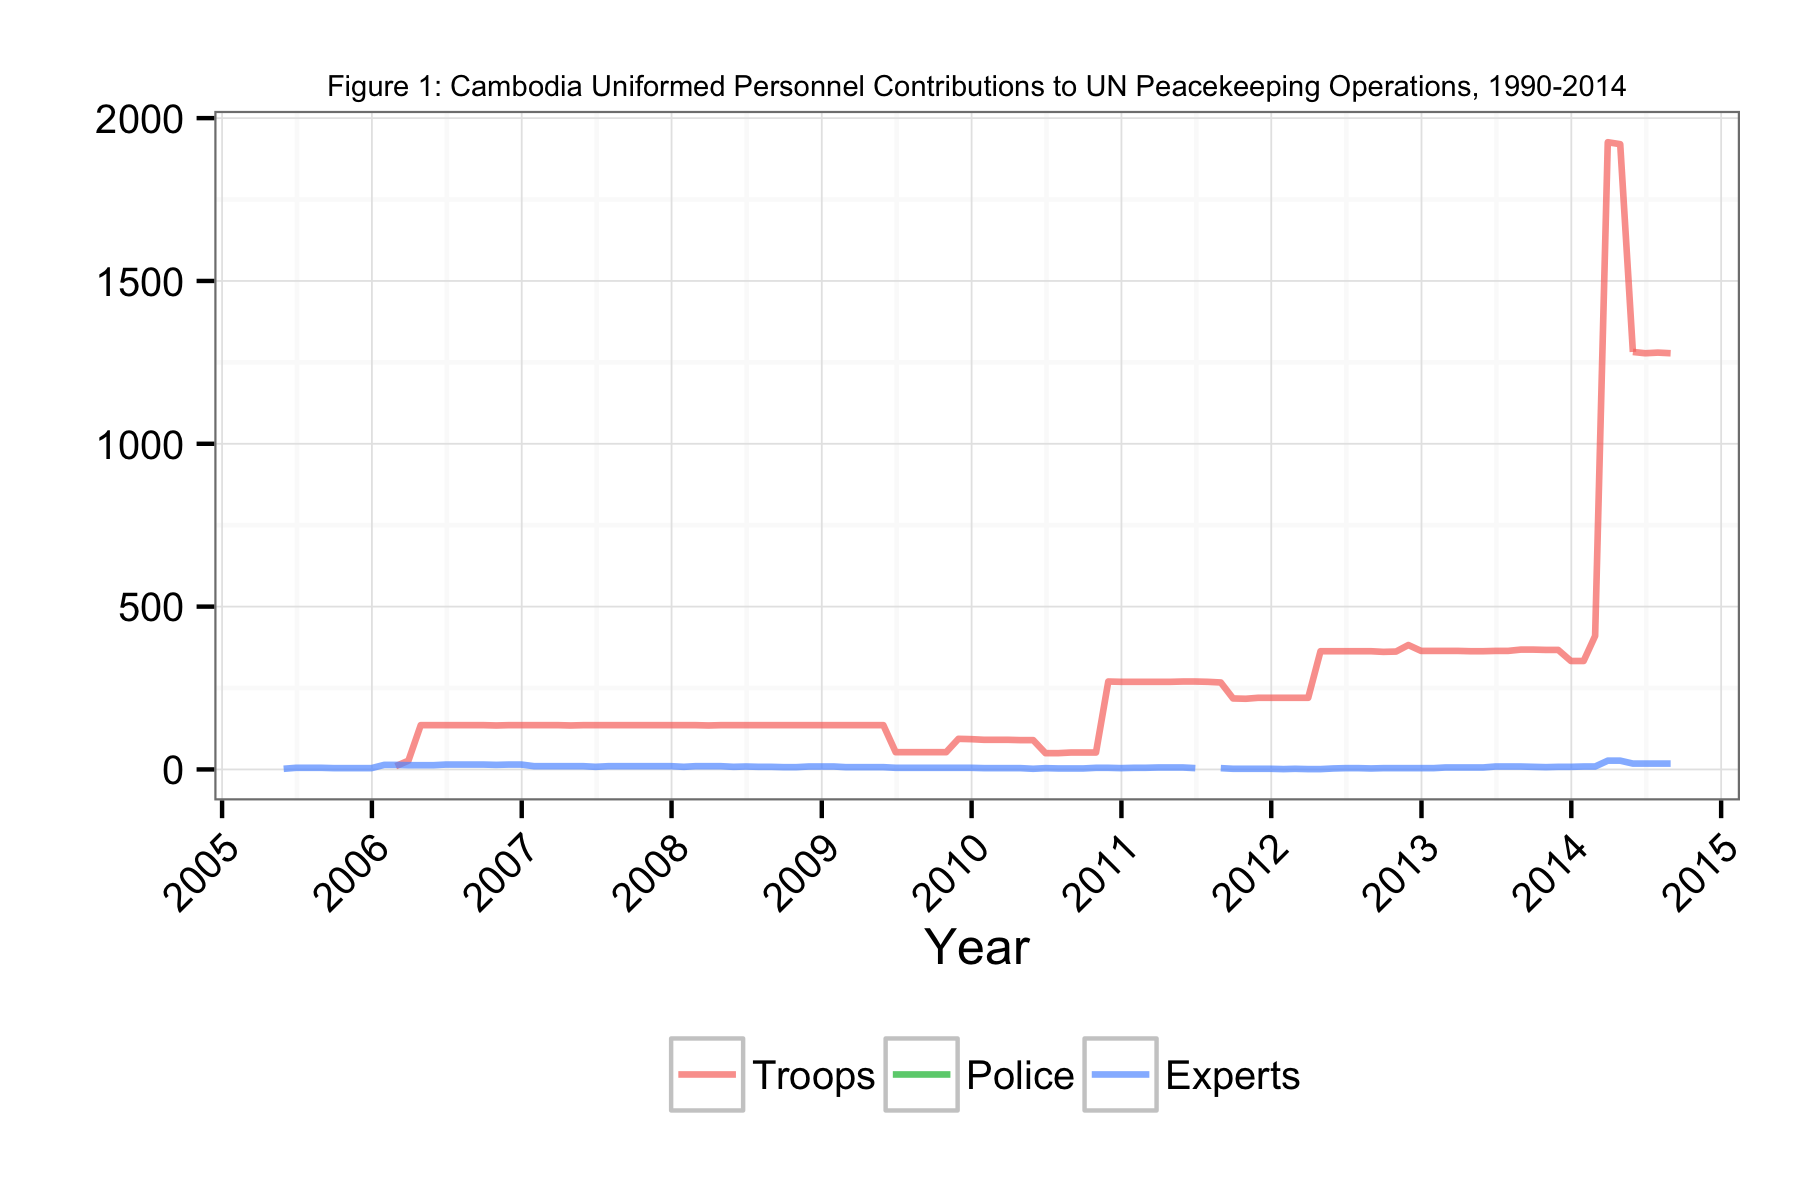 Figure 1: Cambodia Uniformed Personnel Contributions to UN Peacekeeping Operations, 1990-2014
2000
1500
1000
500
0
2005 2006 2007 2008 2009 2010 2011 2012 2013 2014 2015
Year
Troops Police Experts